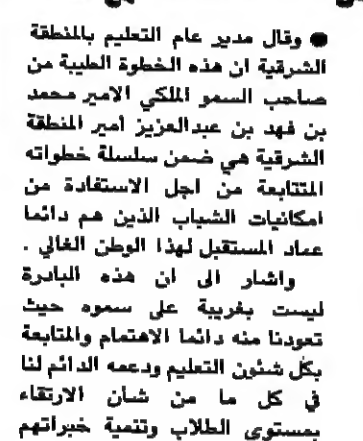 ● وقال مدير عام التعليم بالمنطقة
الشرقية ان هذه الخطوة الطيبة من
صاحب السمو الملكي الامير محمد
بن فهد بن عبدالعزيز أمير المنطقة
الشرقية هي ضمن سلسلة خطواته
المتتابعة من اجل الاستفادة من
امكانيات الشباب الذين هم دائما
عماد المستقبل لهذا الوطن الغالي .
واشار الى ان هذه البادرة
ليست بغريبة على سموه حيث
تعودنا منه دائما الاهتمام والمتابعة
بكل شئون التعليم ودعمه الدائم لنا
في كل ما من شان الارتقاء
بمستوى الطلاب وتنمية خبراتهم